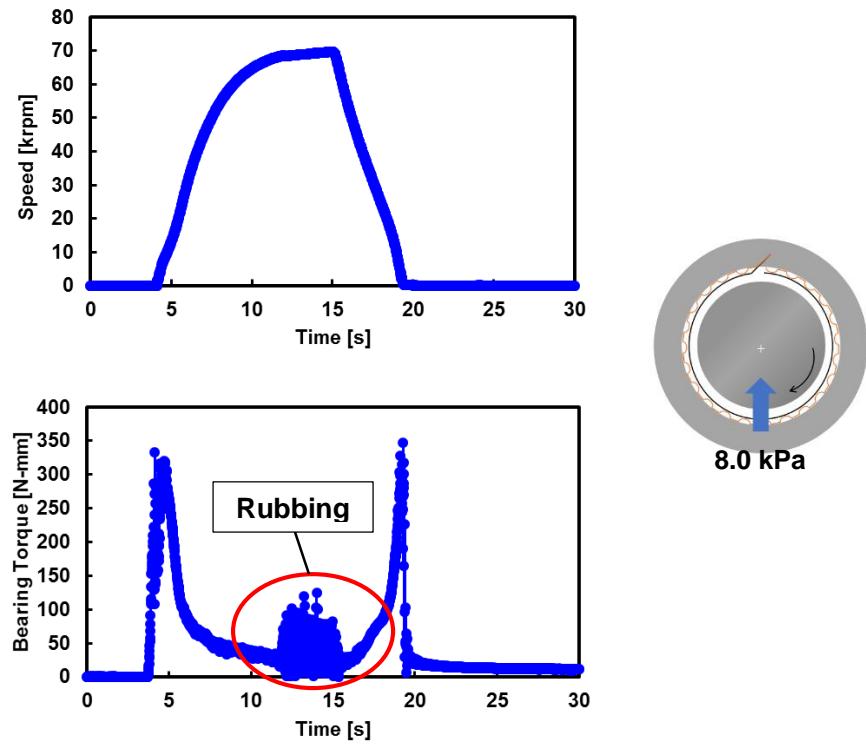 80
70
60
50
40
30
20
10
0
Speed [krpm]
0 5 10 15 20 25 30
Time [s]
8.0 kPa
400
350
300
250
200
150
100
50
0
Bearing Torque [N-mm]
Rubbing
0 5 10 15 20 25 30
Time [s]